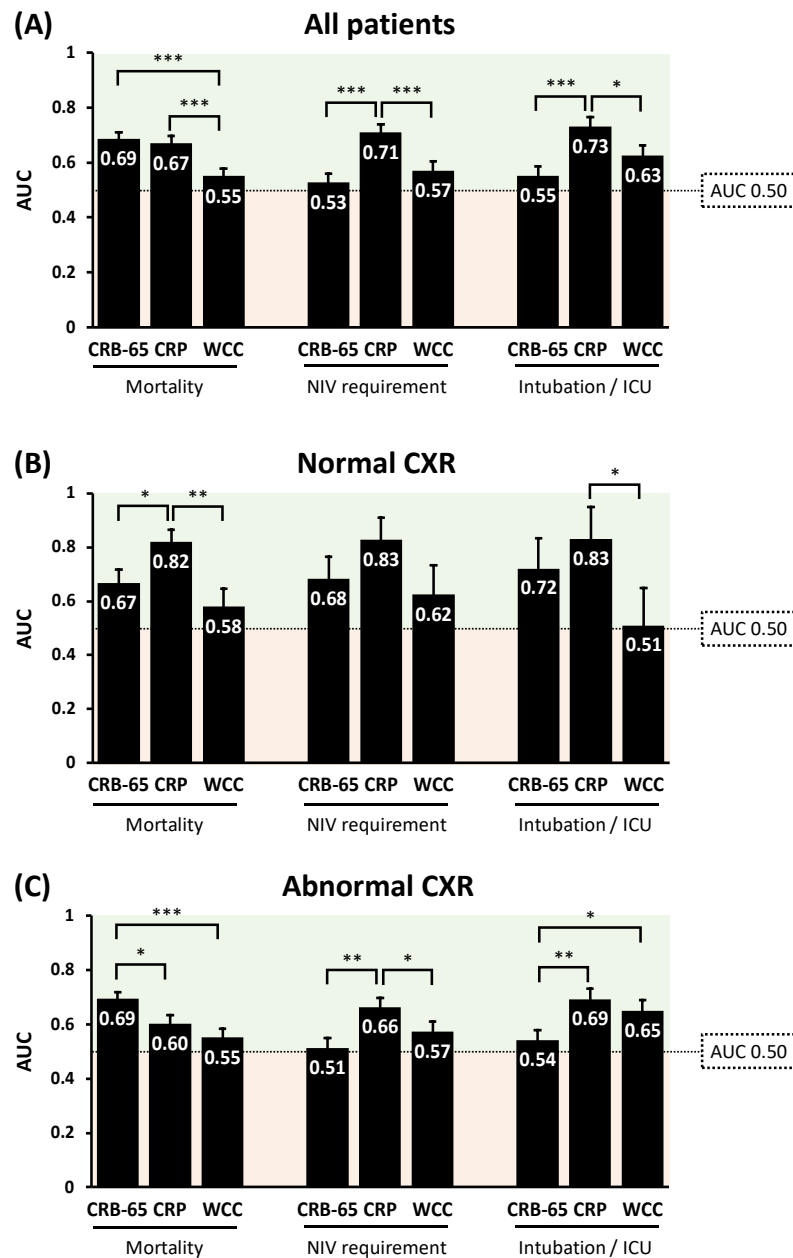 (A) All patients
1
*** *** *** *** *
***
0.8
0.69 0.67 0.55 0.53 0.71 0.57 0.55 0.73 0.63
0.6
AUC
AUC 0.50
0.4
0.2
0
CRB-65 CRP WCC CRB-65 CRP WCC CRB-65 CRP WCC
Mortality NIV requirement Intubation / ICU
(B) Normal CXR
*
1
* **
0.8
0.67 0.82 0.58 0.68 0.83 0.62 0.72 0.83 0.51
0.6
AUC
AUC 0.50
0.4
0.2
0
CRB-65 CRP WCC CRB-65 CRP WCC CRB-65 CRP WCC
Mortality NIV requirement Intubation / ICU
(C) Abnormal CXR
1
*** *
* ** * **
0.8
0.69 0.60 0.55 0.51 0.66 0.57 0.54 0.69 0.65
0.6
AUC
AUC 0.50
0.4
0.2
0
CRB-65 CRP WCC CRB-65 CRP WCC CRB-65 CRP WCC
Mortality NIV requirement Intubation / ICU